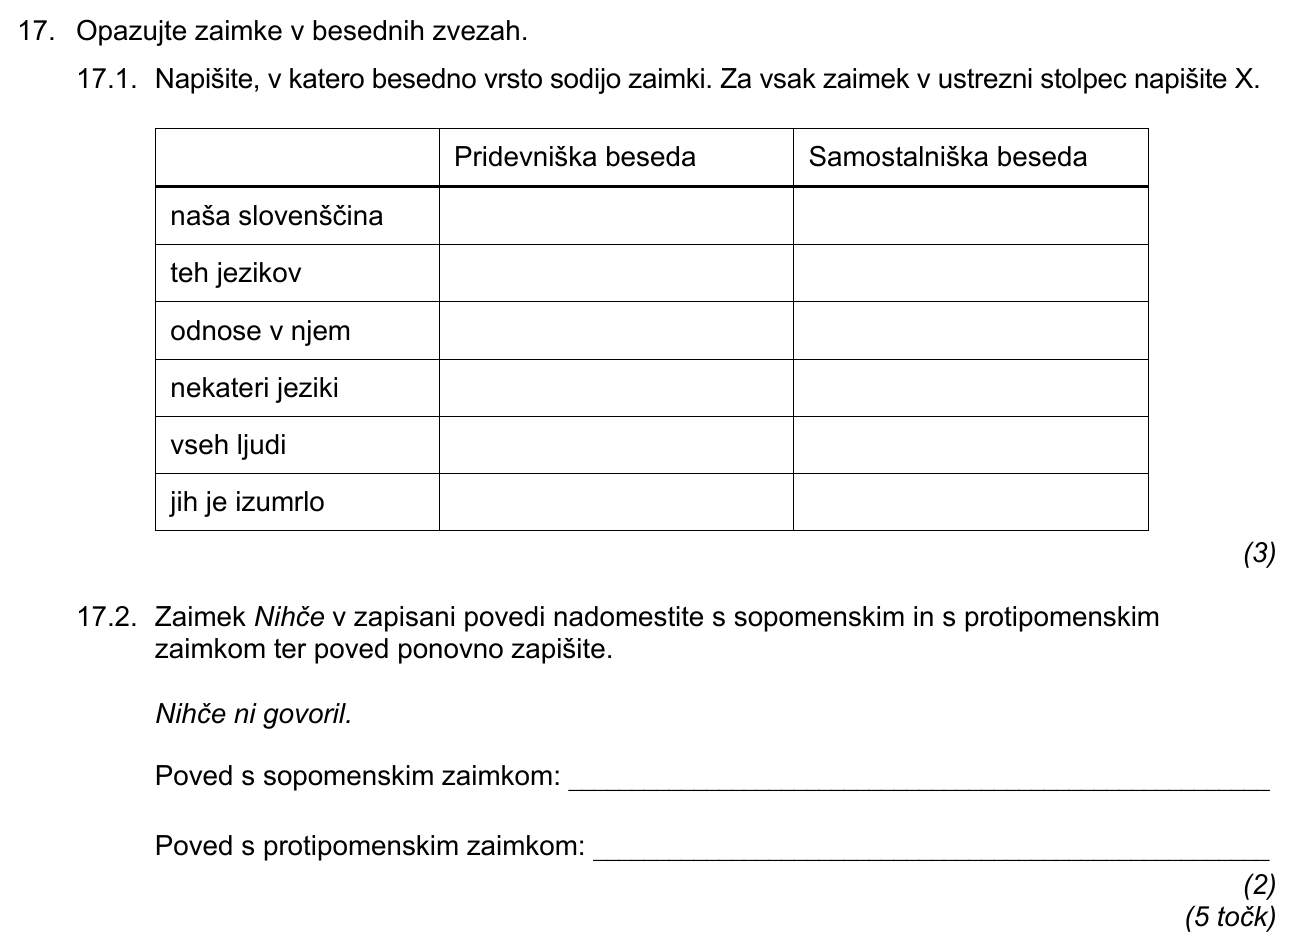 17. Opazujte zaimke v besednih zvezah.
17.1. Napišite, v katero besedno vrsto sodijo zaimki. Za vsak zaimek v ustrezni stolpec napišite X.
Pridevniška beseda Samostalniška beseda
naša slovenščina
teh jezikov
odnose v njem
nekateri jeziki
vseh ljudi
jih je izumrlo
(3)
17.2. Zaimek Nihče v zapisani povedi nadomestite s sopomenskim in s protipomenskim
zaimkom ter poved ponovno zapišite.
Nihče ni govoril.
Poved s sopomenskim zaimkom:
Poved s protipomenskim zaimkom:
(2)
(5 točk)